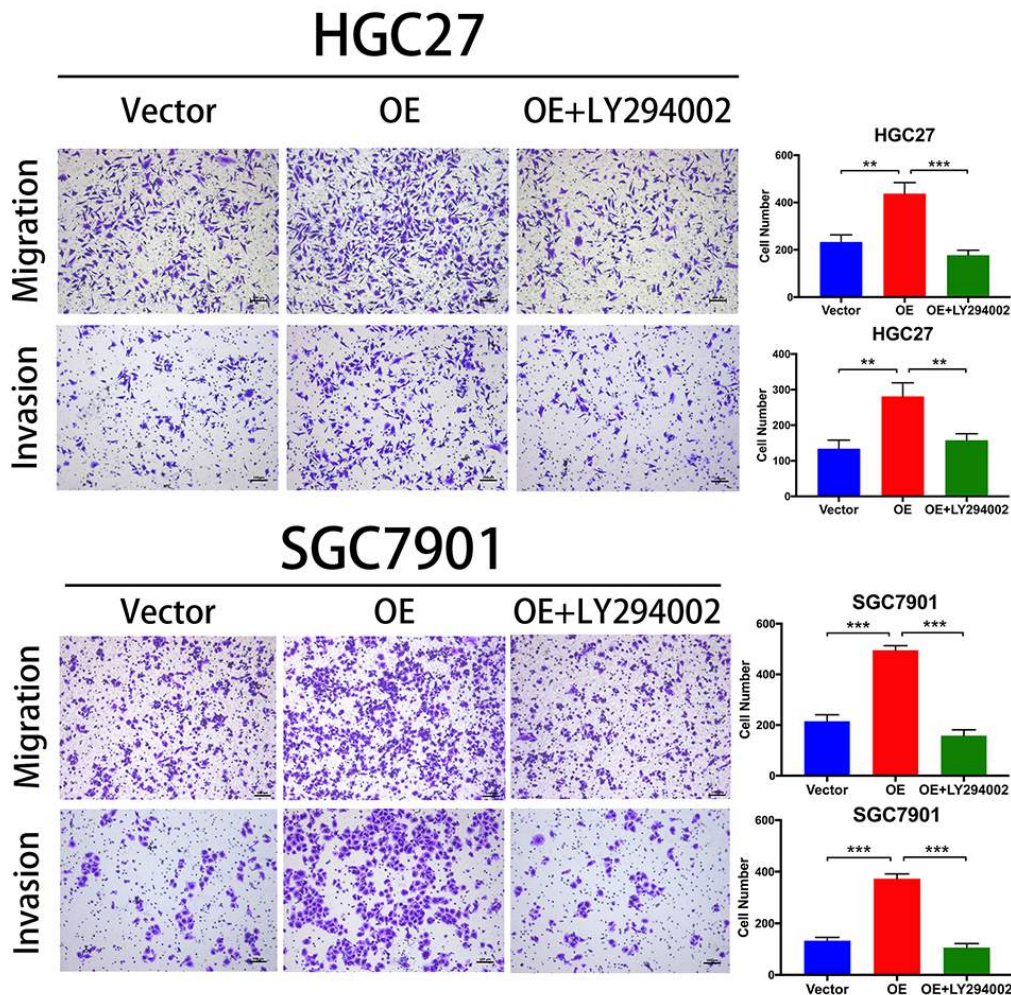 HGC27
Vector OE OE+LY294002
Migration
Invasion
HGC27
600
400
200
0
Cell Number
** ***
Vector OE OE+LY294002
HGC27
400
300
200
100
0
Cell Number
** **
Vector OE OE+LY294002
SGC7901
Vector OE OE+LY294002
Migration
Invasion
SGC7901
600
400
200
0
Cell Number
*** ***
Vector OE OE+LY294002
SGC7901
600
400
200
0
Cell Number
*** ***
Vector OE OE+LY294002